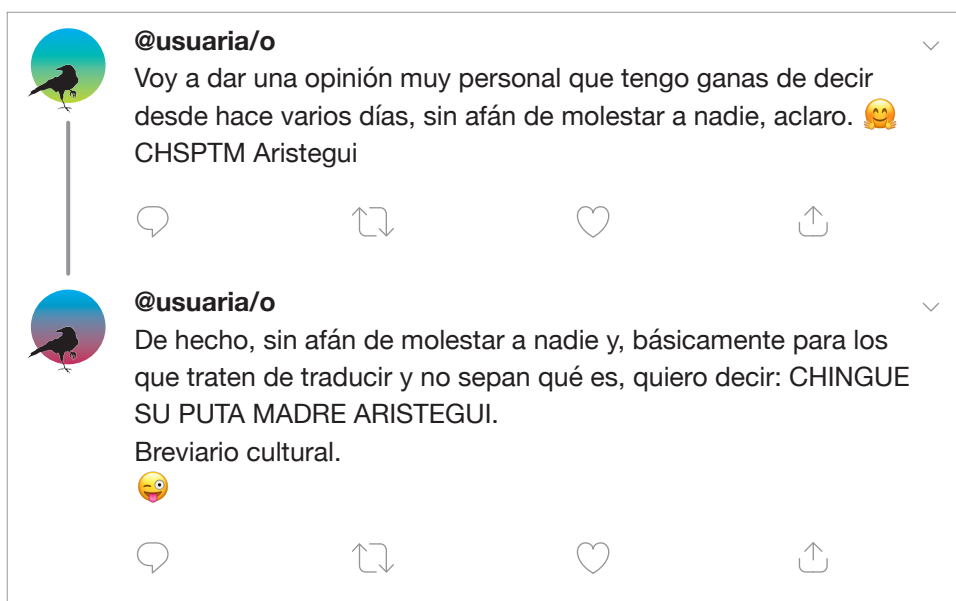 @usuaria/o
Voy a dar una opinión muy personal que tengo ganas de decir
desde hace varios días, sin afán de molestar a nadie, aclaro. 🤗
CHSPTM Aristegui
@usuaria/o
De hecho, sin afán de molestar a nadie y, básicamente para los
que traten de traducir y no sepan qué es, quiero decir: CHINGUE
SU PUTA MADRE ARISTEGUI.
Breviario cultural.
😜